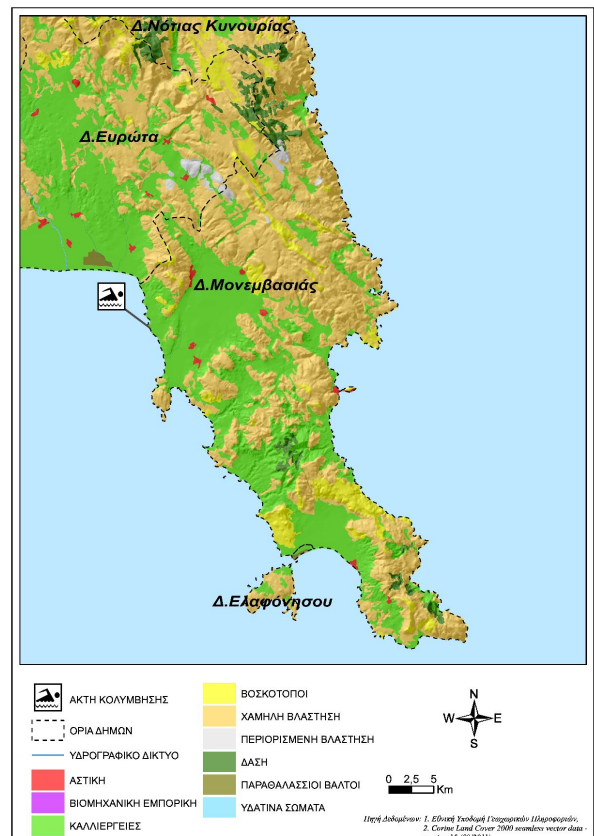 Δ.Νότιας Κυνουρίας
Δ.Ευρώτα
Δ.Μονεμβασιάς
Δ.Ελαφόνησου
ΑΚΤΗ ΚΟΛΥΜΒΗΣΗΣ
ΟΡΙΑ ΔΗΜΩΝ
ΥΔΡΟΓΡΑΦΙΚΟ ΔΙΚΤΥΟ
ΑΣΤΙΚΗ
ΒΙΟΜΗΧΑΝΙΚΗ ΕΜΠΟΡΙΚΗ
ΚΑΛΛΙΕΡΓΕΙΕΣ
ΒΟΣΚΟΤΟΠΟΙ
ΧΑΜΗΛΗ ΒΛΑΣΤΗΣΗ
ΠΕΡΙΟΡΙΣΜΕΝΗ ΒΛΑΣΤΗΣΗ
ΔΑΣΗ
ΠΑΡΑΘΑΛΑΣΣΙΟΙ ΒΑΛΤΟΙ
ΥΔΑΤΙΝΑ ΣΩΜΑΤΑ
N
W E
S
0 2,5 5
Km
Πηγή Δεδομένων: 1. Εθνική Υποδομή Γεωχωρικών Πληροφοριών,
2. Corine Land Cover 2000 seamless vector data -